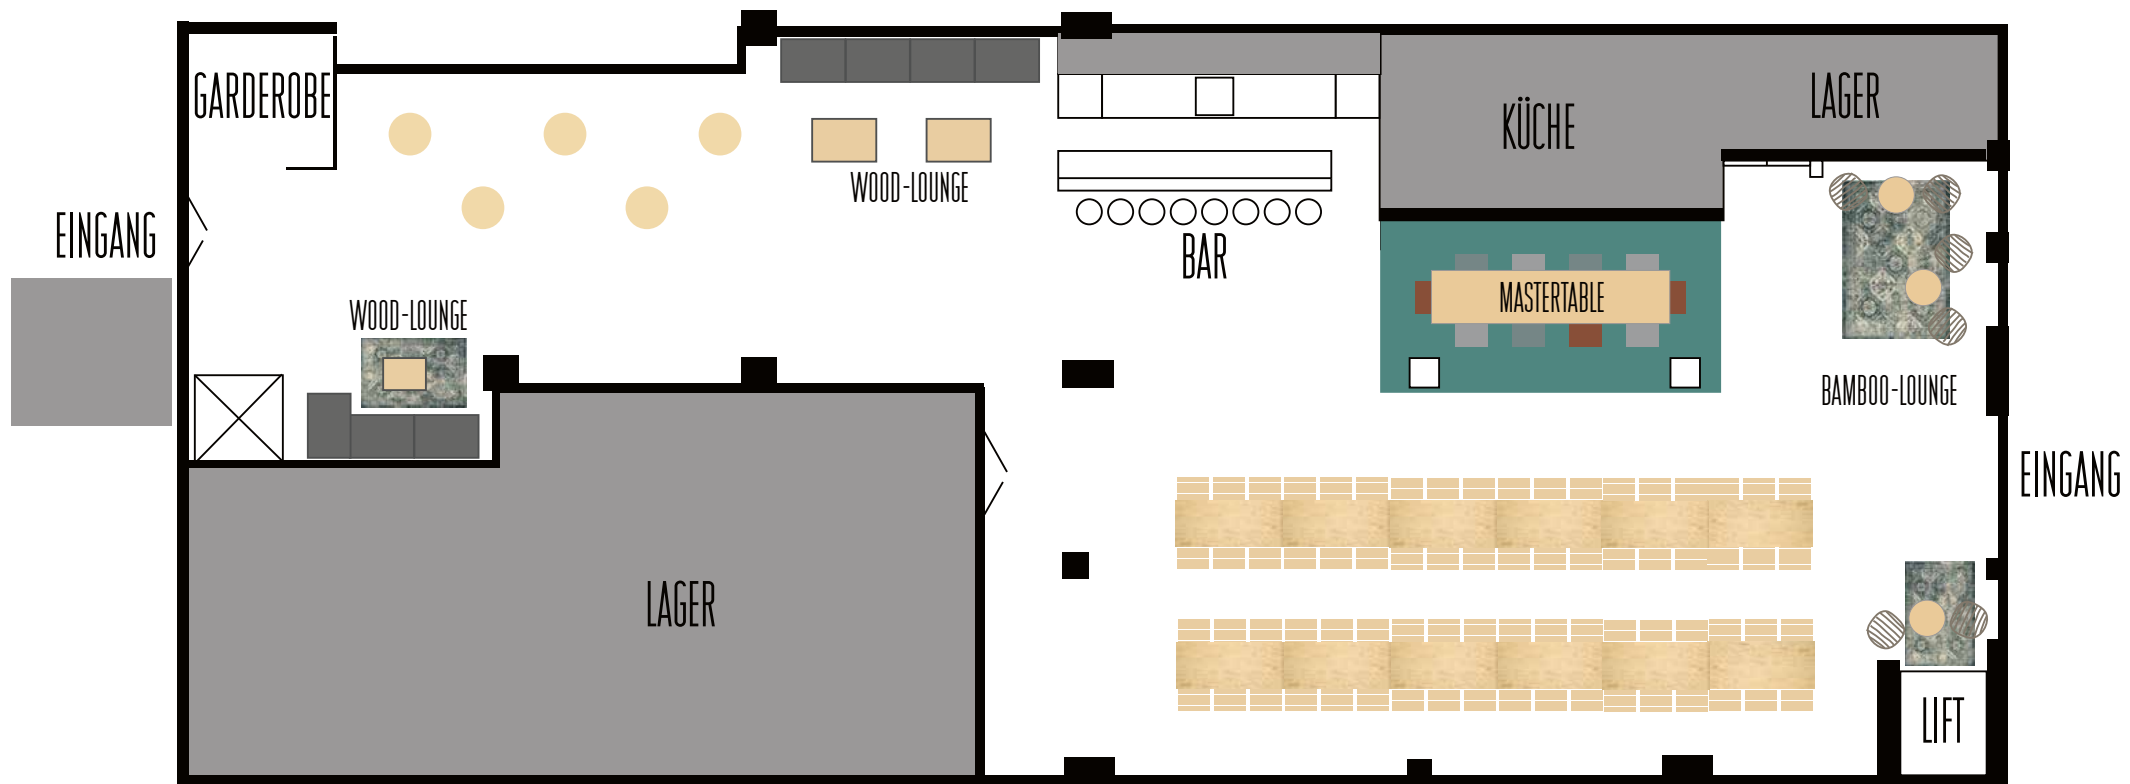 GARDEROBE
KÜCHE
LAGER
WOOD-LOUNGE
EINGANG
BAR
MASTERTABLE
WOOD-LOUNGE
BAMBOO-LOUNGE
EINGANG
LAGER
LIFT